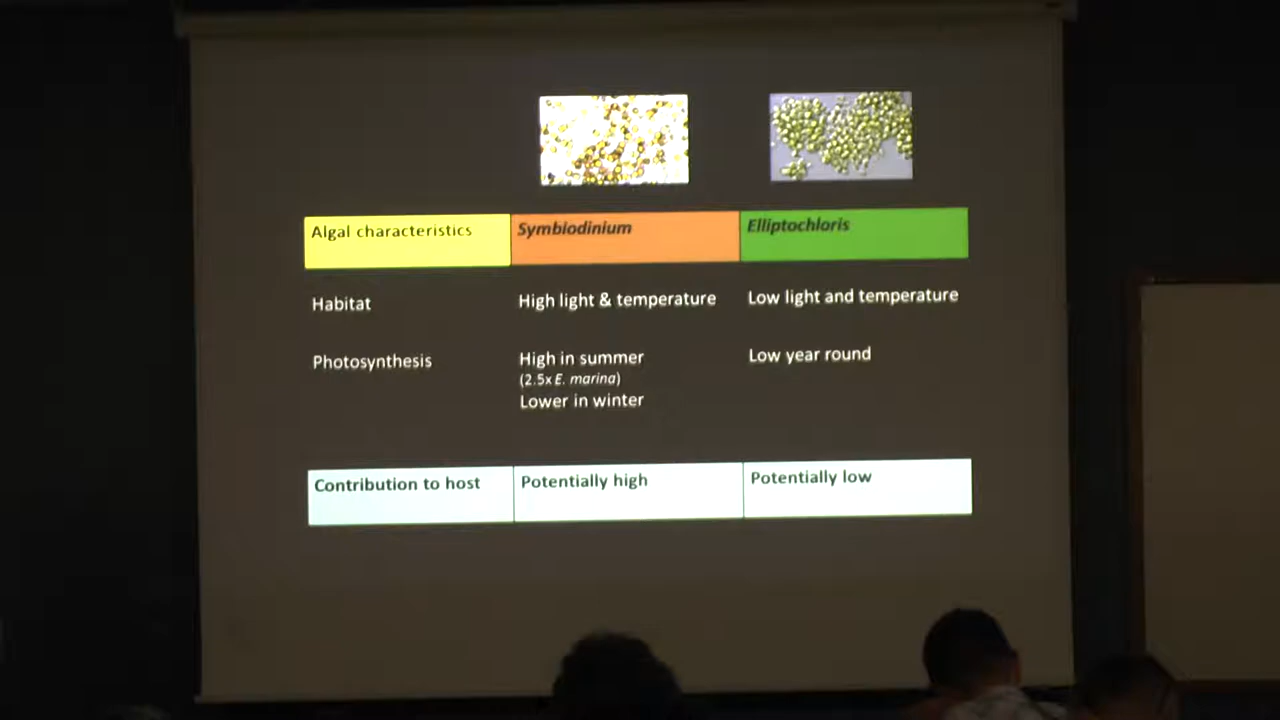 Algal characteristics Symbiodinium Elliptochloris
Habitat High light & temperature Low light and temperature
Photosynthesis High in summer Low year round
(2.5x E. marina)
Lower in winter
Contribution to host Potentially high Potentially low